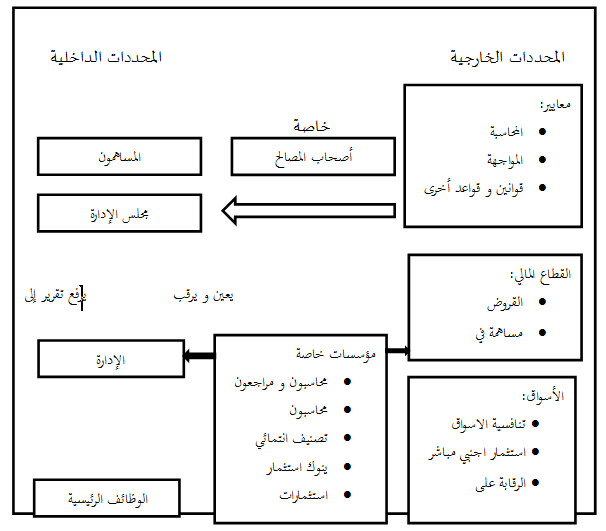 المحددات الخارجية
المحددات الداخلية
معايير:
المحاسبة
المواجهة
قوانين و قواعد أخرى
خاصة
أصحاب المصالح
المساهمون
مجلس الإدارة
القطاع المالي:
القروض
مساهمة في
يعين و يرقب
يرفع تقرير إلى
الإدارة
مؤسسات خاصة
محاسبون و مراجعون
محاسبون
تصنيف ائتمائي
ينوك استثمار
استثمارات
الأسواق:
تنافسية الاسواق
استثمار اجنبي مباشر
الرقابة على
الوظائف الرئيسية